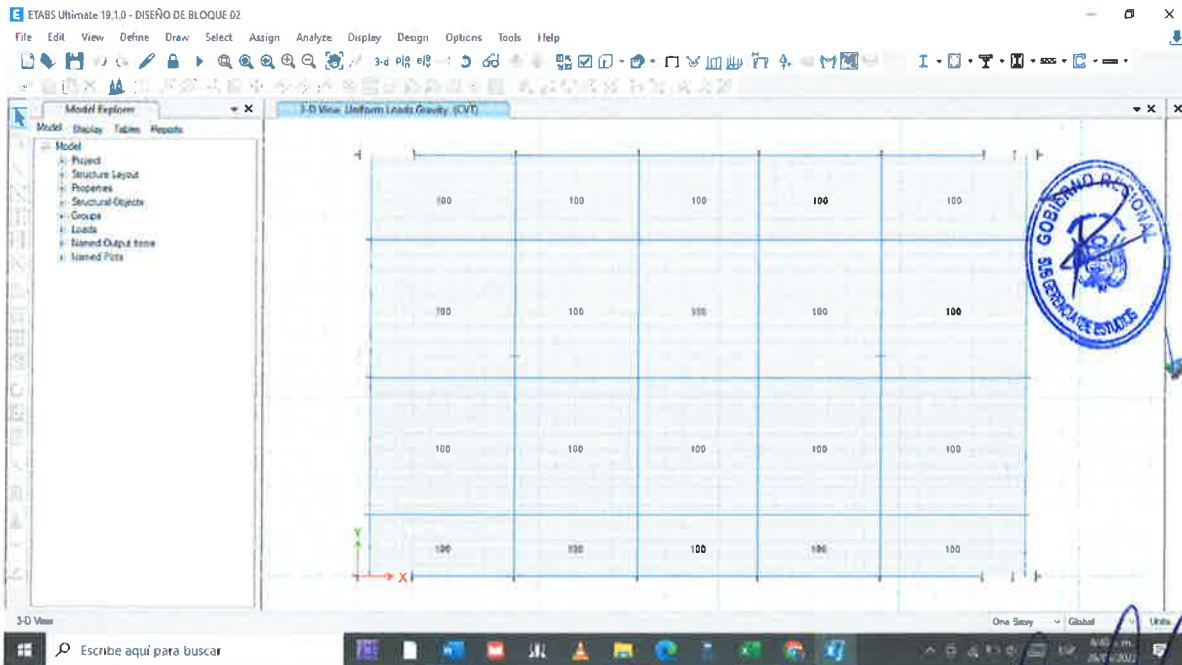 ETABS Ultimate 19.1.0 - DISEÑO DE BLOQUE 02
File Edit View Define Draw Select Assign Analyze Display Design Options Tools Help
Model Explorer
3-D View Uniform Loads Gravity (CVT)
Model Display Tables Reports
Model
Project
Structure Layout
Properties
Structural Objects
Groups
Loads
Named Output Items
Named Plots
100 100 100 100 100
100 100 100 100 100
100 100 100 100 100
100 100 100 100 100
Y
X
GOBIERNO REGIONAL
SUB GERENCIA DE ESTUDIOS
3-D View
One Story Global Units
Escribe aquí para buscar